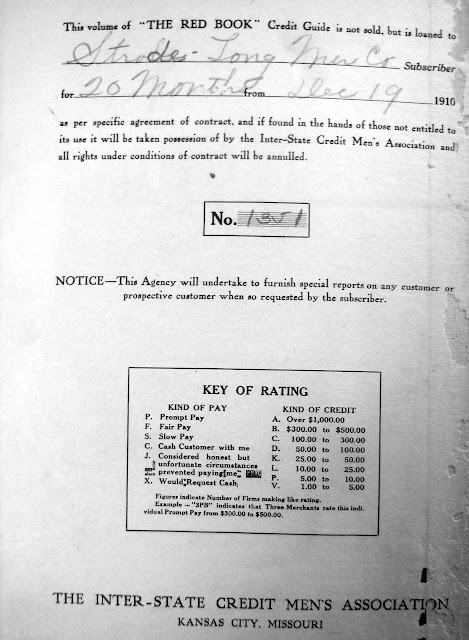 This volume of "THE RED BOOK" Credit Guide is not sold, but is loaned to
Strodes-Long Mer Co Subscriber
for 20 Months from Dec 19 1910
as per specific agreement of contract, and if found in the hands of those not entitled to
its use it will be taken possession of by the Inter-State Credit Men's Association and
all rights under conditions of contract will be annulled.
No. 1351
NOTICE—This Agency will undertake to furnish special reports on any customer or
prospective customer when so requested by the subscriber.
KEY OF RATING
KIND OF PAY
P. Prompt Pay
F. Fair Pay
S. Slow Pay
C. Cash Customer with me
J. Considered honest but
unfortunate circumstances
prevented paying me
X. Would Request Cash
KIND OF CREDIT
A. Over $1,000.00
B. $300.00 to $500.00
C. 100.00 to 300.00
D. 50.00 to 100.00
K. 25.00 to 50.00
L. 10.00 to 25.00
P. 5.00 to 10.00
V. 1.00 to 5.00
Figures indicate Number of Firms making like rating.
Example - "3PB" indicates that Three Merchants rate this indi-
vidual Prompt Pay from $300.00 to $500.00.
THE INTER-STATE CREDIT MEN'S ASSOCIATION
KANSAS CITY, MISSOURI